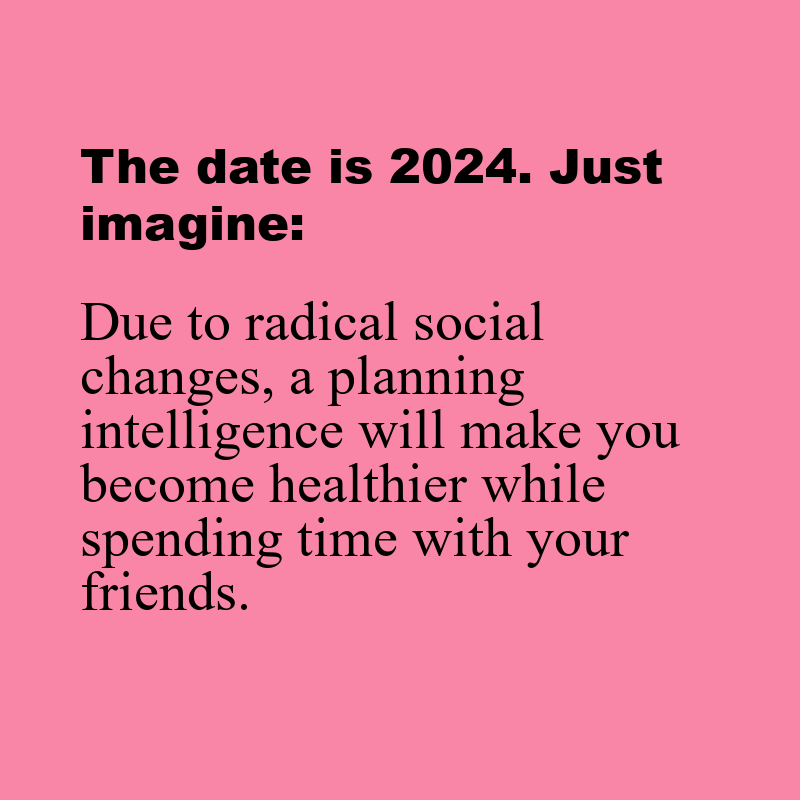 The date is 2024. Just
imagine:
Due to radical social
changes, a planning
intelligence will make you
become healthier while
spending time with your
friends.